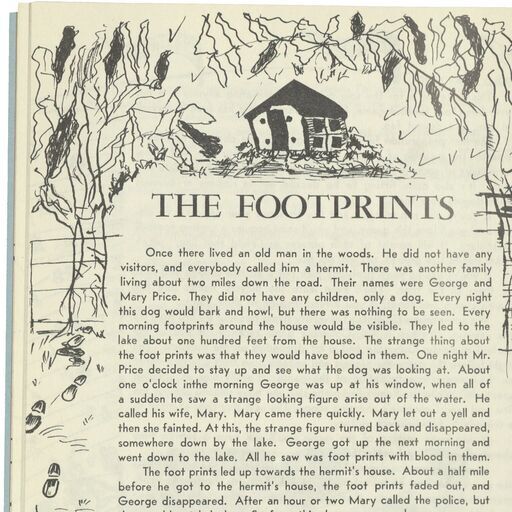 THE FOOTPRINTS
Once there lived an old man in the woods. He did not have any
visitors, and everybody called him a hermit. There was another family
living about two miles down the road. Their names were George and
Mary Price. They did not have any children, only a dog. Every night
this dog would bark and howl, but there was nothing to be seen. Every
morning footprints around the house would be visible. They led to the
lake about one hundred feet from the house. The strange thing about
the foot prints was that they would have blood in them. One night Mr.
Price decided to stay up and see what the dog was looking at. About
one o'clock inthe morning George was up at his window, when all of
a sudden he saw a strange looking figure arise out of the water. He
called his wife, Mary. Mary came there quickly. Mary let out a yell and
then she fainted. At this, the strange figure turned back and disappeared,
somewhere down by the lake. George got up the next morning and
went down to the lake. All he saw was foot prints with blood in them.
The foot prints led up towards the hermit's house. About a half mile
before he got to the hermit's house, the foot prints faded out, and
George disappeared. After an hour or two Mary called the police, but